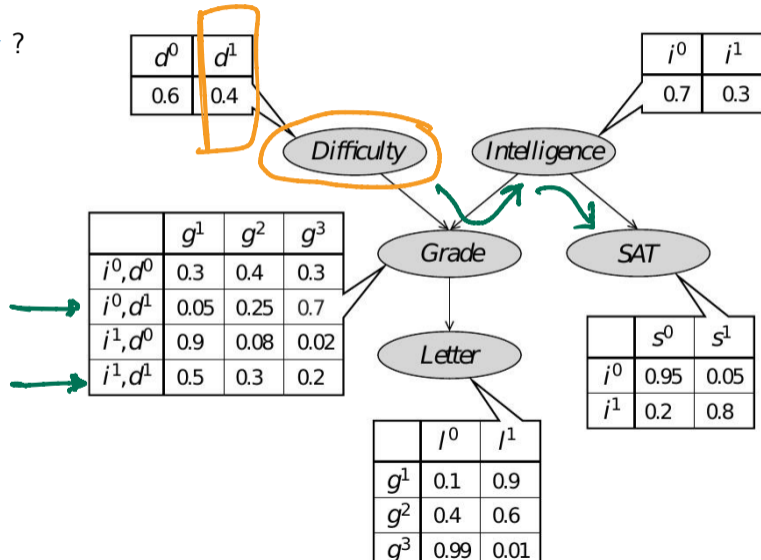 ?
d⁰ d¹
0.6 0.4
i⁰ i¹
0.7 0.3
Difficulty
Intelligence
Grade
SAT
Letter
g¹ g² g³
i⁰,d⁰ 0.3 0.4 0.3
i⁰,d¹ 0.05 0.25 0.7
i¹,d⁰ 0.9 0.08 0.02
i¹,d¹ 0.5 0.3 0.2
s⁰ s¹
i⁰ 0.95 0.05
i¹ 0.2 0.8
l⁰ l¹
g¹ 0.1 0.9
g² 0.4 0.6
g³ 0.99 0.01